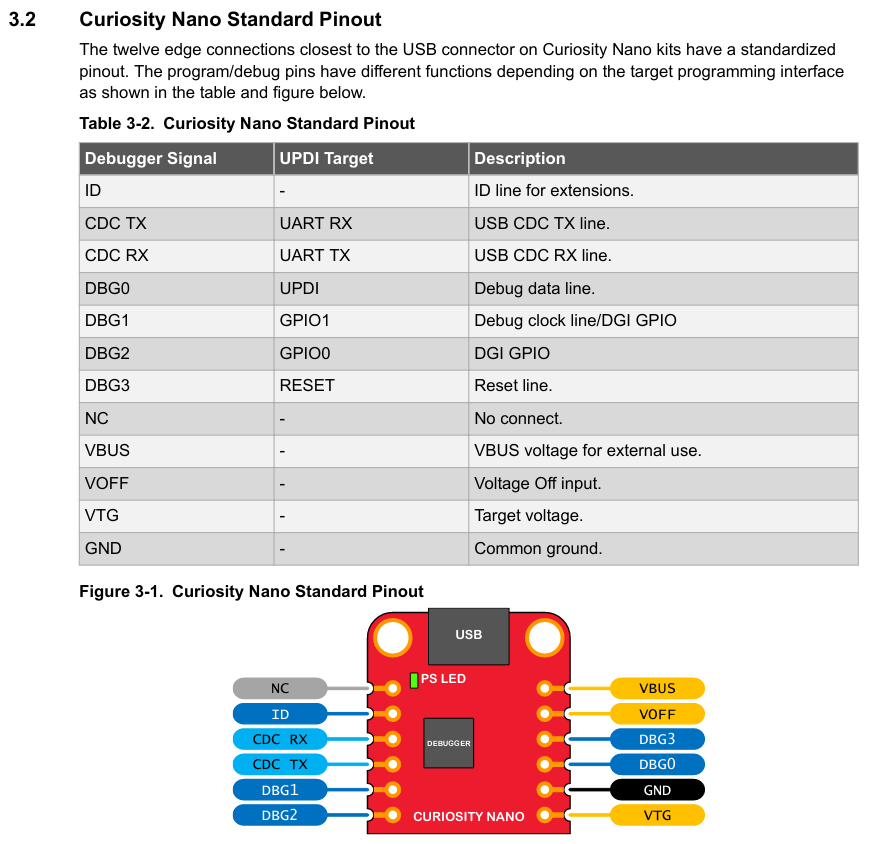 3.2 Curiosity Nano Standard Pinout
The twelve edge connections closest to the USB connector on Curiosity Nano kits have a standardized
pinout. The program/debug pins have different functions depending on the target programming interface
as shown in the table and figure below.
Table 3-2. Curiosity Nano Standard Pinout
Debugger Signal UPDI Target Description
ID - ID line for extensions.
CDC TX UART RX USB CDC TX line.
CDC RX UART TX USB CDC RX line.
DBG0 UPDI Debug data line.
DBG1 GPIO1 Debug clock line/DGI GPIO
DBG2 GPIO0 DGI GPIO
DBG3 RESET Reset line.
NC - No connect.
VBUS - VBUS voltage for external use.
VOFF - Voltage Off input.
VTG - Target voltage.
GND - Common ground.
Figure 3-1. Curiosity Nano Standard Pinout
USB
PS LED
NC VBUS
ID VOFF
CDC RX DEBUGGER DBG3
CDC TX DBG0
DBG1 GND
DBG2 CURIOSITY NANO VTG